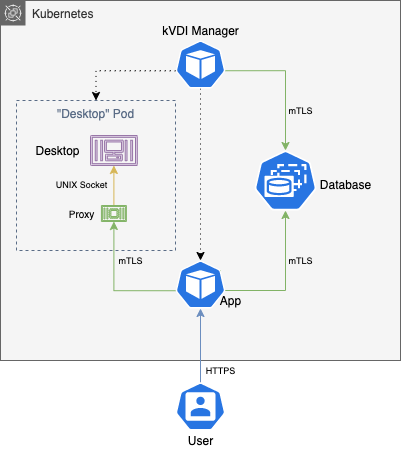 Kubernetes
kVDI Manager
mTLS
"Desktop" Pod
Desktop
UNIX Socket
Proxy
Database
mTLS
mTLS
App
HTTPS
User